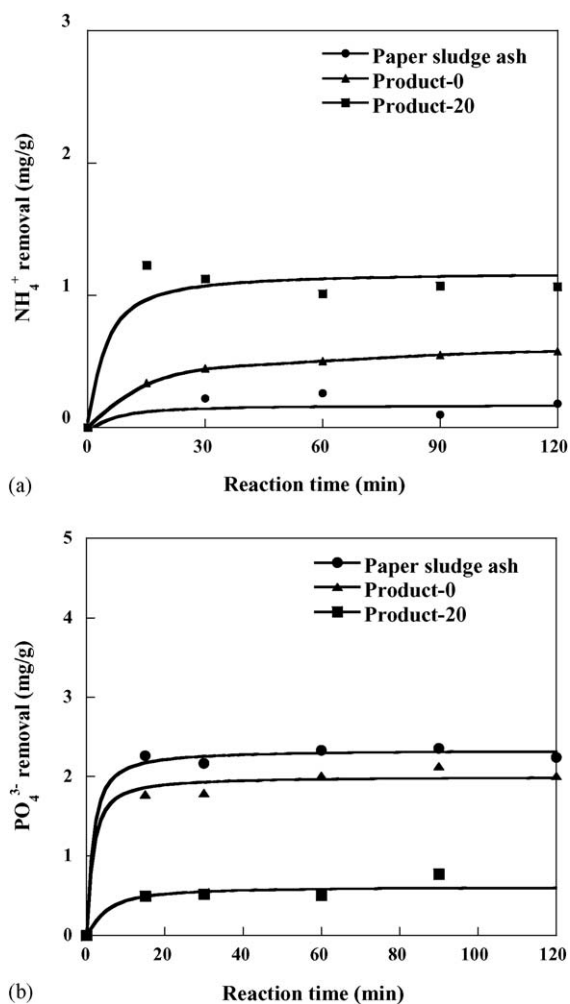 3
Paper sludge ash
Product-0
Product-20
2
NH₄⁺ removal (mg/g)
1
0
0 30 60 90 120
(a) Reaction time (min)
5
Paper sludge ash
Product-0
4
Product-20
3
PO₄³⁻ removal (mg/g)
2
1
0
0 20 40 60 80 100 120
(b) Reaction time (min)